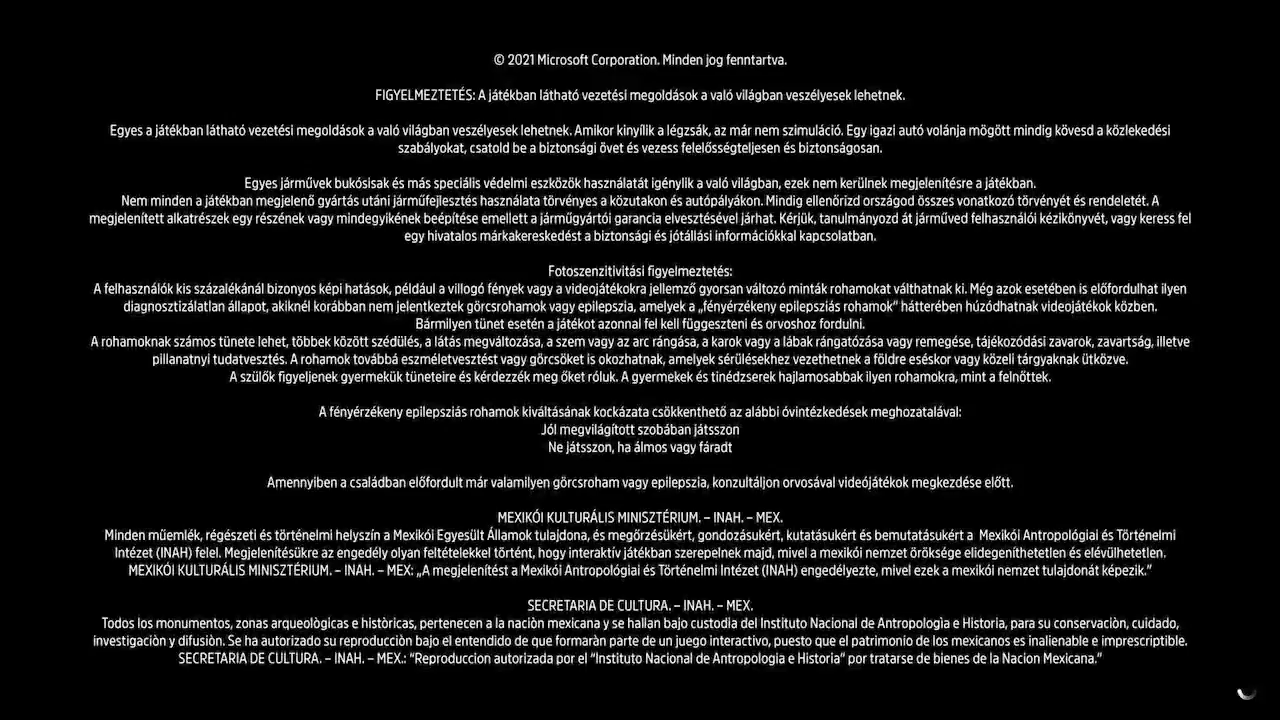 © 2021 Microsoft Corporation. Minden jog fenntartva.
FIGYELMEZTETÉS: A játékban látható vezetési megoldások a való világban veszélyesek lehetnek.
Egyes a játékban látható vezetési megoldások a való világban veszélyesek lehetnek. Amikor kinyílik a légzsák, az már nem szimuláció. Egy igazi autó volánja mögött mindig kövesd a közlekedési
szabályokat, csatold be a biztonsági övet és vezess felelősségteljesen és biztonságosan.
Egyes járművek bukósisak és más speciális védelmi eszközök használatát igénylik a való világban, ezek nem kerülnek megjelenítésre a játékban.
Nem minden a játékban megjelenő gyártás utáni járműfejlesztés használata törvényes a közutakon és autópályákon. Mindig ellenőrizd országod összes vonatkozó törvényét és rendeletét. A
megjelenített alkatrészek egy részének vagy mindegyikének beépítése emellett a járműgyártói garancia elvesztésével járhat. Kérjük, tanulmányozd át járműved felhasználói kézikönyvét, vagy keress fel
egy hivatalos márkakereskedést a biztonsági és jótállási információkkal kapcsolatban.
Fotoszenzitivitási figyelmeztetés:
A felhasználók kis százalékánál bizonyos képi hatások, például a villogó fények vagy a videojátékokra jellemző gyorsan változó minták rohamokat válthatnak ki. Még azok esetében is előfordulhat ilyen
diagnosztizálatlan állapot, akiknél korábban nem jelentkeztek görcsrohamok vagy epilepszia, amelyek a „fényérzékeny epilepsziás rohamok” hátterében húzódhatnak videojátékok közben.
Bármilyen tünet esetén a játékot azonnal fel kell függeszteni és orvoshoz fordulni.
A rohamoknak számos tünete lehet, többek között szédülés, a látás megváltozása, a szem vagy az arc rángása, a karok vagy a lábak rángatózása vagy remegése, tájékozódási zavarok, zavartság, illetve
pillanatnyi tudatvesztés. A rohamok továbbá eszméletvesztést vagy görcsöket is okozhatnak, amelyek sérülésekhez vezethetnek a földre eséskor vagy közeli tárgyaknak ütközve.
A szülők figyeljenek gyermekük tüneteire és kérdezzék meg őket róluk. A gyermekek és tinédzserek hajlamosabbak ilyen rohamokra, mint a felnőttek.
A fényérzékeny epilepsziás rohamok kiváltásának kockázata csökkenthető az alábbi óvintézkedések meghozatalával:
Jól megvilágított szobában játsszon
Ne játsszon, ha álmos vagy fáradt
Amennyiben a családban előfordult már valamilyen görcsroham vagy epilepszia, konzultáljon orvosával videójátékok megkezdése előtt.
MEXIKÓI KULTURÁLIS MINISZTÉRIUM. – INAH. – MEX.
Minden műemlék, régészeti és történelmi helyszín a Mexikói Egyesült Államok tulajdona, és megőrzésükért, gondozásukért, kutatásukért és bemutatásukért a Mexikói Antropológiai és Történelmi
Intézet (INAH) felel. Megjelenítésükre az engedély olyan feltételekkel történt, hogy interaktív játékban szerepelnek majd, mivel a mexikói nemzet öröksége elidegeníthetetlen és elévülhetetlen.
MEXIKÓI KULTURÁLIS MINISZTÉRIUM. – INAH. – MEX: „A megjelenítést a Mexikói Antropológiai és Történelmi Intézet (INAH) engedélyezte, mivel ezek a mexikói nemzet tulajdonát képezik.”
SECRETARIA DE CULTURA. – INAH. – MEX.
Todos los monumentos, zonas arqueològicas e històricas, pertenecen a la naciòn mexicana y se hallan bajo custodia del Instituto Nacional de Antropologìa e Historia, para su conservaciòn, cuidado,
investigaciòn y difusiòn. Se ha autorizado su reproducciòn bajo el entendido de que formaràn parte de un juego interactivo, puesto que el patrimonio de los mexicanos es inalienable e imprescriptible.
SECRETARIA DE CULTURA. – INAH. – MEX.: “Reproduccion autorizada por el “Instituto Nacional de Antropologia e Historia” por tratarse de bienes de la Nacion Mexicana.”